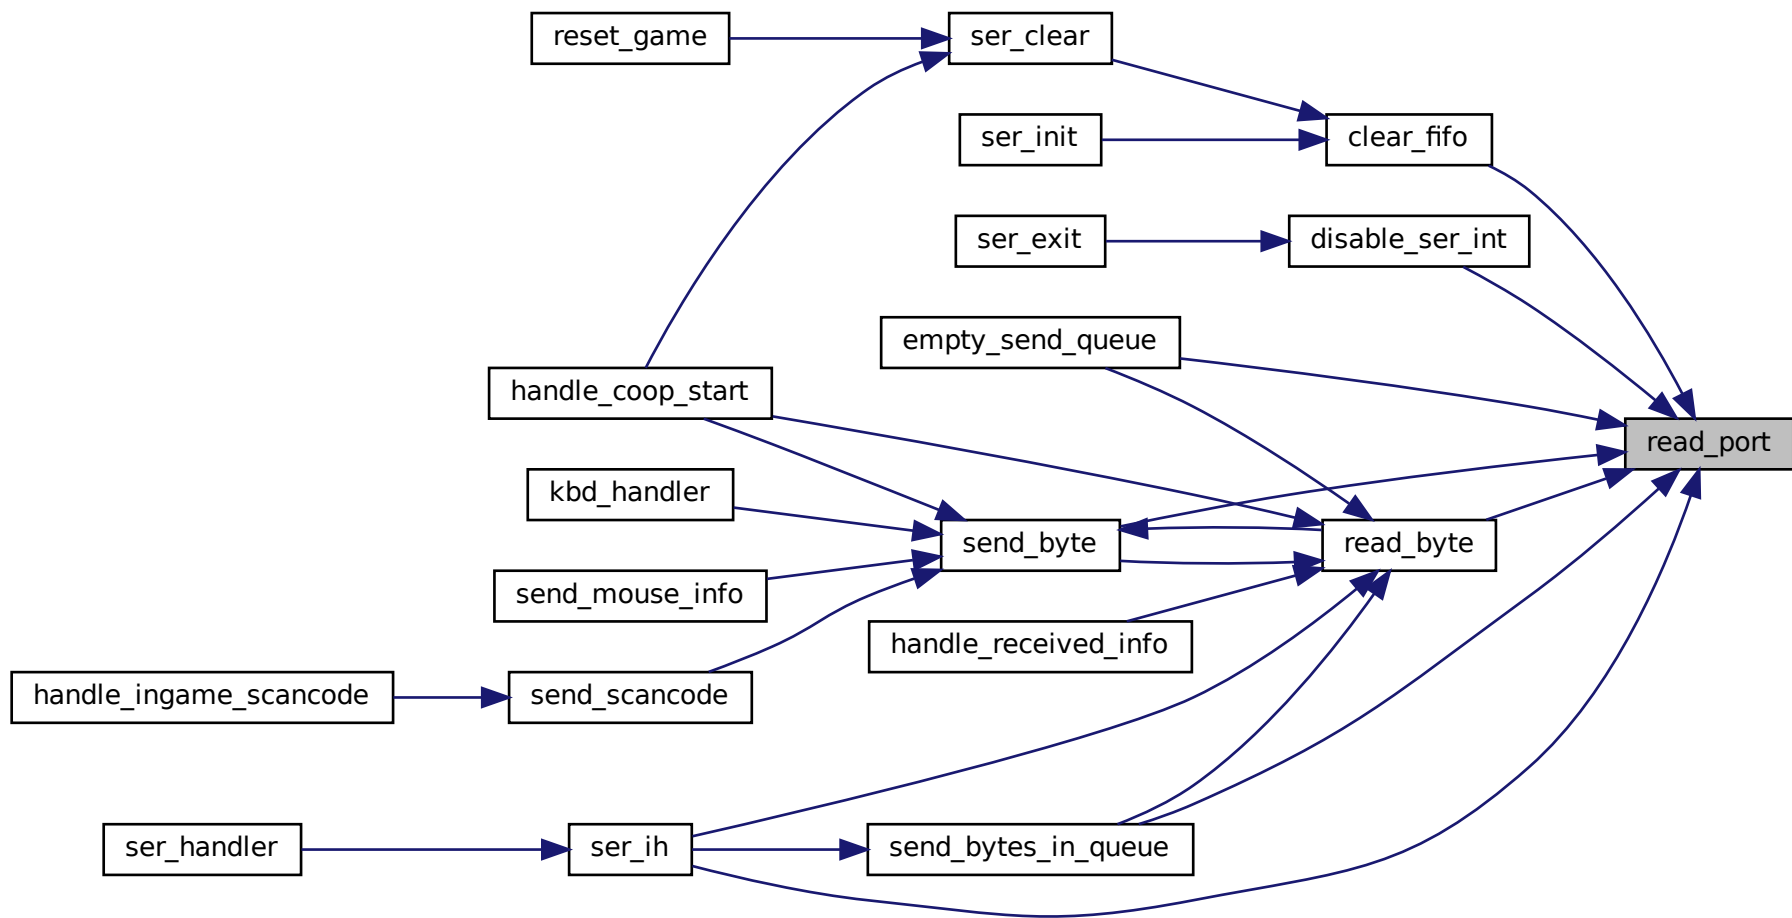 reset_game
ser_clear
ser_init
clear_fifo
ser_exit
disable_ser_int
empty_send_queue
handle_coop_start
read_port
kbd_handler
send_byte
read_byte
send_mouse_info
handle_received_info
handle_ingame_scancode
send_scancode
ser_handler
ser_ih
send_bytes_in_queue